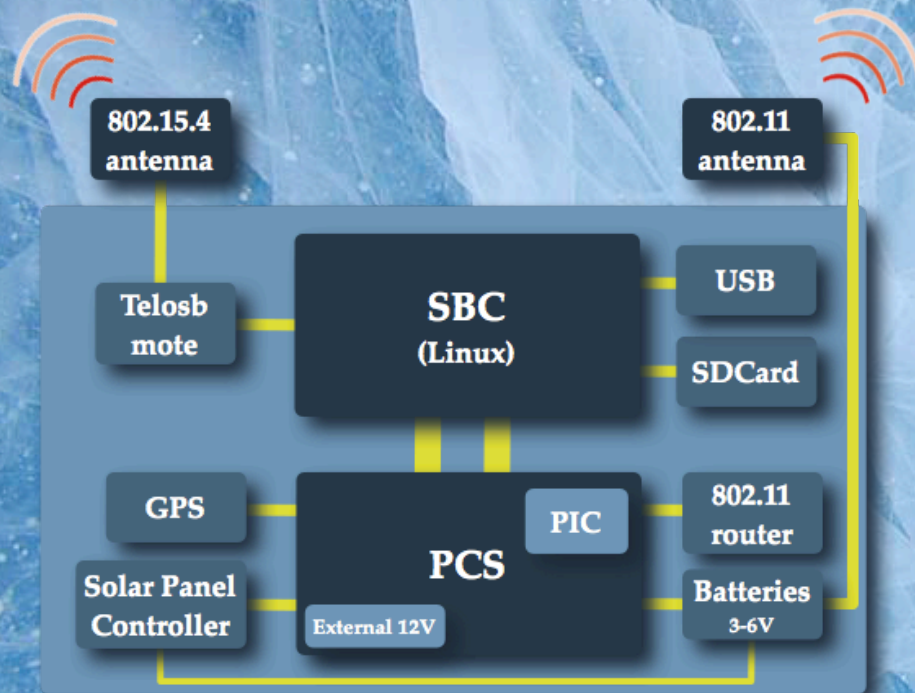 802.15.4
antenna
802.11
antenna
Telosb
mote
SBC
(Linux)
USB
SDCard
GPS
PIC
802.11
router
PCS
Solar Panel
Controller
External 12V
Batteries
3-6V